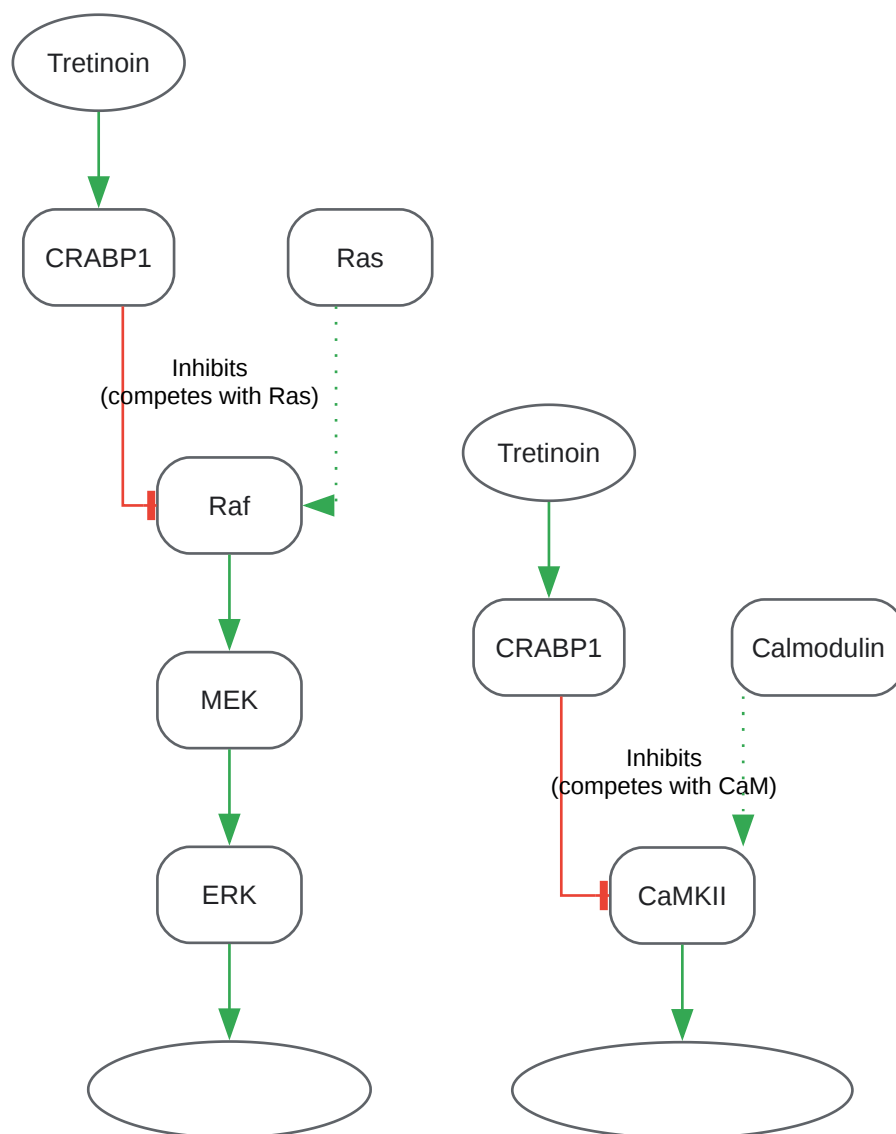 Tretinoin
CRABP1
Ras
Inhibits
(competes with Ras)
Raf
MEK
ERK
Tretinoin
CRABP1
Calmodulin
Inhibits
(competes with CaM)
CaMKII